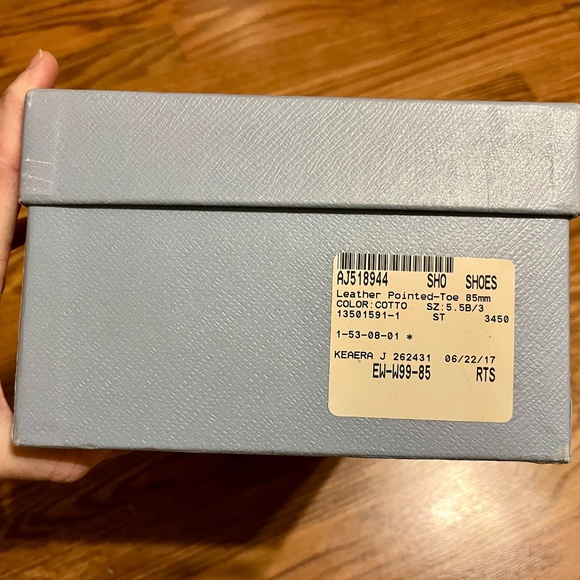 AJ518944 SHO SHOES
Leather Pointed-Toe 85mm
COLOR:COTTO SZ:5.5B/3
13501591-1 ST 3450
1-53-08-01 *
KEAERA J 262431 06/22/17
EW-W99-85 RTS